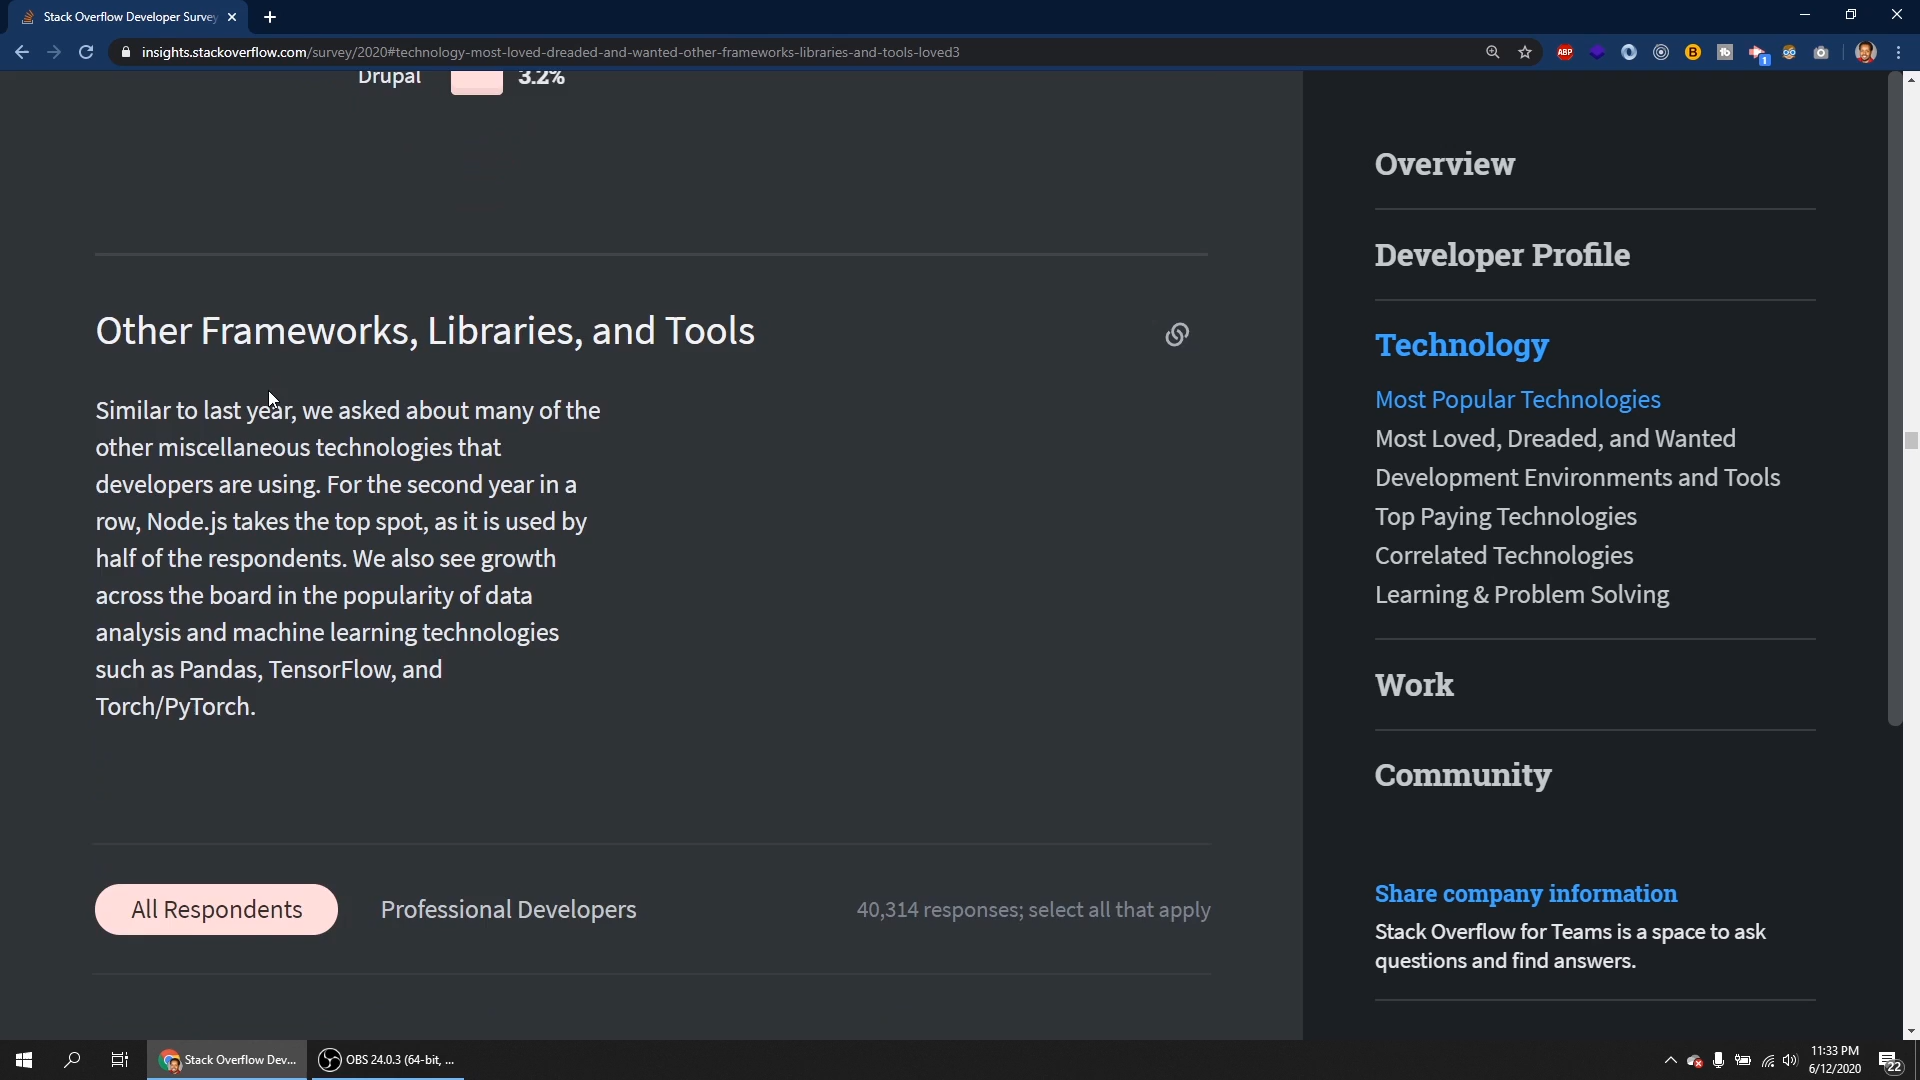 Stack Overflow Developer Survey
insights.stackoverflow.com/survey/2020#technology-most-loved-dreaded-and-wanted-other-frameworks-libraries-and-tools-loved3
ABP
B
1
Drupal 3.2%
Other Frameworks, Libraries, and Tools
Similar to last year, we asked about many of the
other miscellaneous technologies that
developers are using. For the second year in a
row, Node.js takes the top spot, as it is used by
half of the respondents. We also see growth
across the board in the popularity of data
analysis and machine learning technologies
such as Pandas, TensorFlow, and
Torch/PyTorch.
All Respondents Professional Developers 40,314 responses; select all that apply
Overview
Developer Profile
Technology
Most Popular Technologies
Most Loved, Dreaded, and Wanted
Development Environments and Tools
Top Paying Technologies
Correlated Technologies
Learning & Problem Solving
Work
Community
Share company information
Stack Overflow for Teams is a space to ask
questions and find answers.
Stack Overflow Dev... OBS 24.0.3 (64-bit, ...
11:33 PM
6/12/2020
22